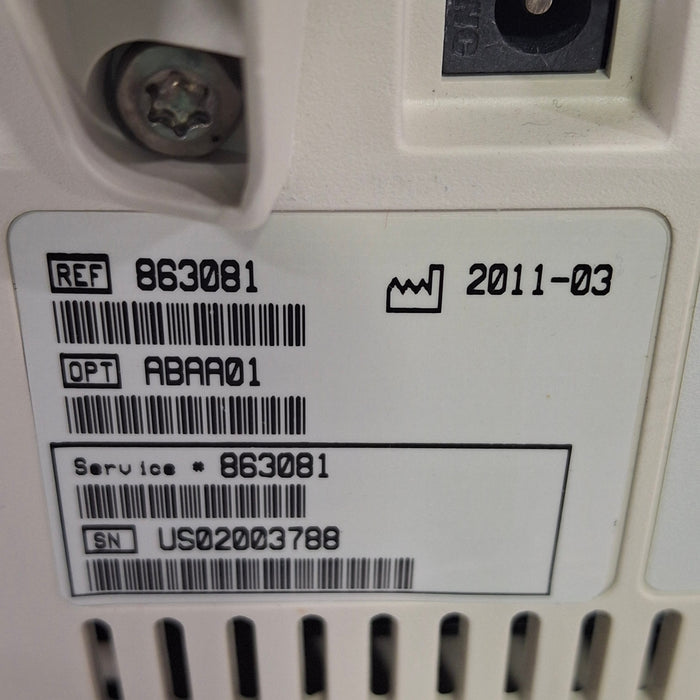 REF 863081
2011-03
OPT ABAA01
Service # 863081
SN US02003788